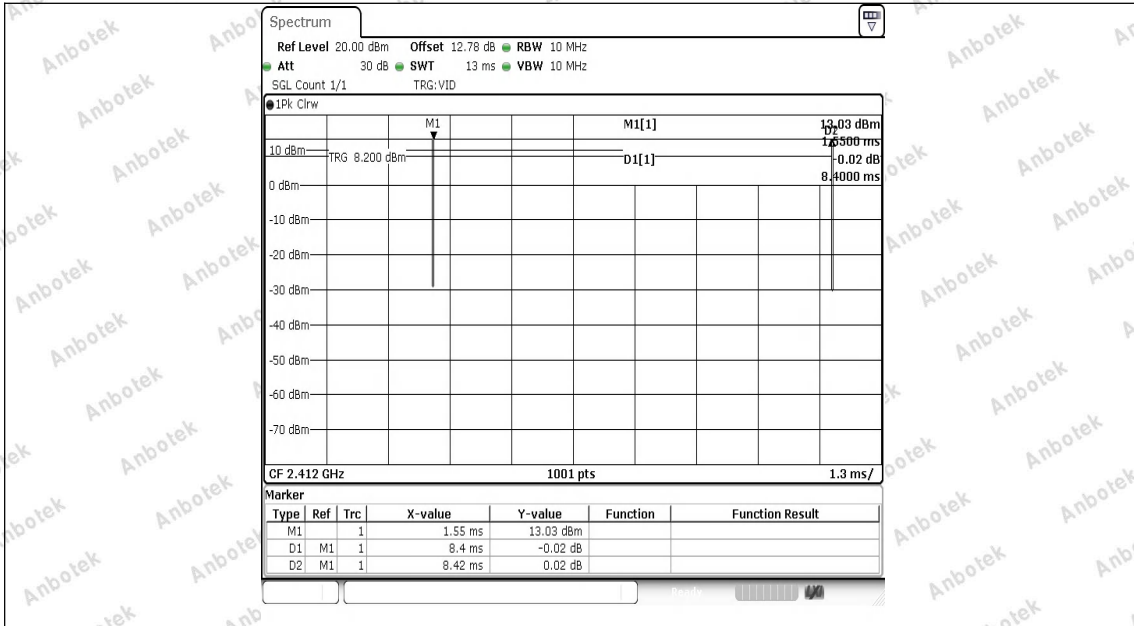 Spectrum
Ref Level 20.00 dBm Offset 12.78 dB RBW 10 MHz
Att 30 dB SWT 13 ms VBW 10 MHz
SGL Count 1/1 TRG:VID
1Pk Clrw
M1 M1[1] 13.03 dBm
D2
1.5500 ms
10 dBm TRG 8.200 dBm D1[1] -0.02 dB
8.4000 ms
0 dBm
-10 dBm
-20 dBm
-30 dBm
-40 dBm
-50 dBm
-60 dBm
-70 dBm
CF 2.412 GHz 1001 pts 1.3 ms/
Marker
Type Ref Trc X-value Y-value Function Function Result
M1 1 1.55 ms 13.03 dBm
D1 M1 1 8.4 ms -0.02 dB
D2 M1 1 8.42 ms 0.02 dB
Ready
Anbotek